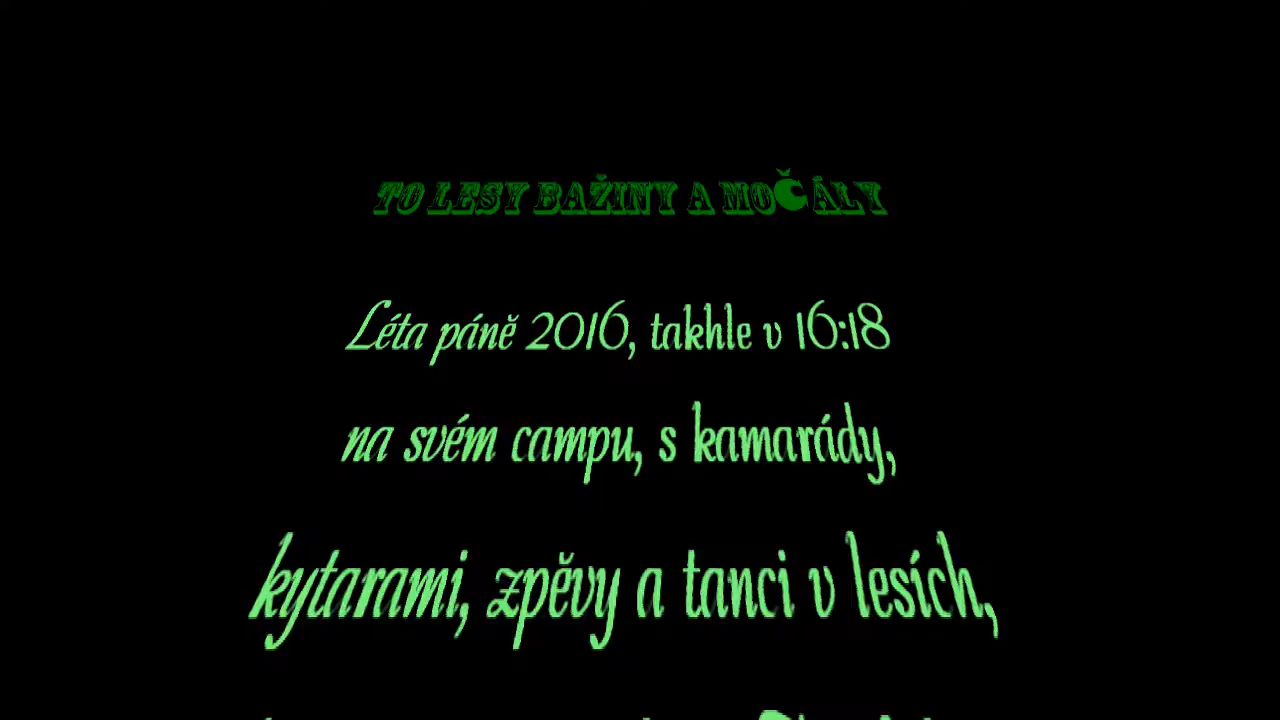 TO LESY BAŽINY A MOČÁLY
Léta páně 2016, takhle v 16:18
na svém campu, s kamarády,
kytarami, zpěvy a tanci v lesích,